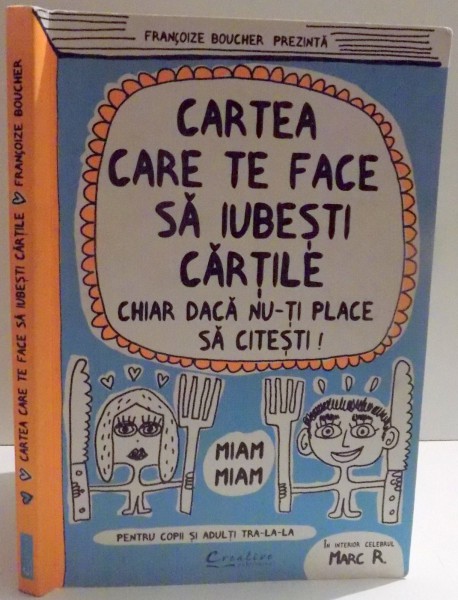 FRANÇOIZE BOUCHER PREZINTĂ
CARTEA
CARE TE FACE
SĂ IUBEȘTI
CĂRȚILE
CHIAR DACĂ NU-ȚI PLACE
SĂ CITEȘTI!
MIAM
MIAM
PENTRU COPII ȘI ADULȚI TRA-LA-LA
Creative
ÎN INTERIOR CELEBRUL
MARC R.
CARTEA CARE TE FACE SĂ IUBEȘTI CĂRȚILE FRANÇOIZE BOUCHER